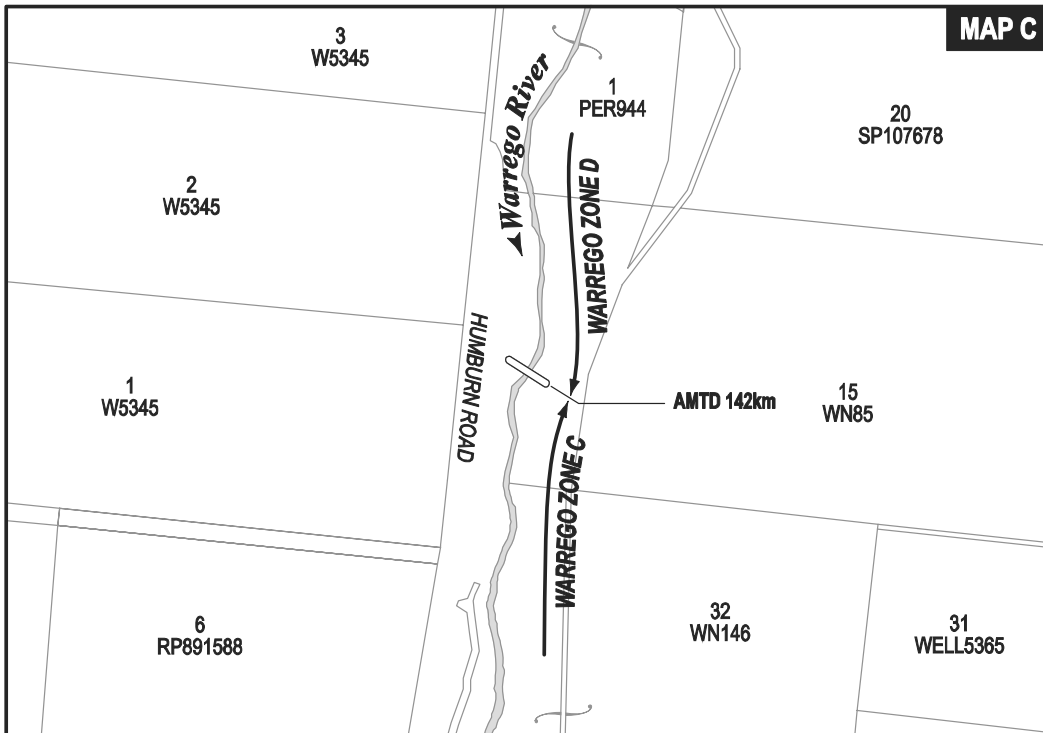 MAP C
3
W5345
Warrego River
1
PER944
20
SP107678
2
W5345
WARREGO ZONE D
HUMBURN ROAD
1
W5345
AMTD 142km
15
WN85
WARREGO ZONE C
6
RP891588
32
WN146
31
WELL5365